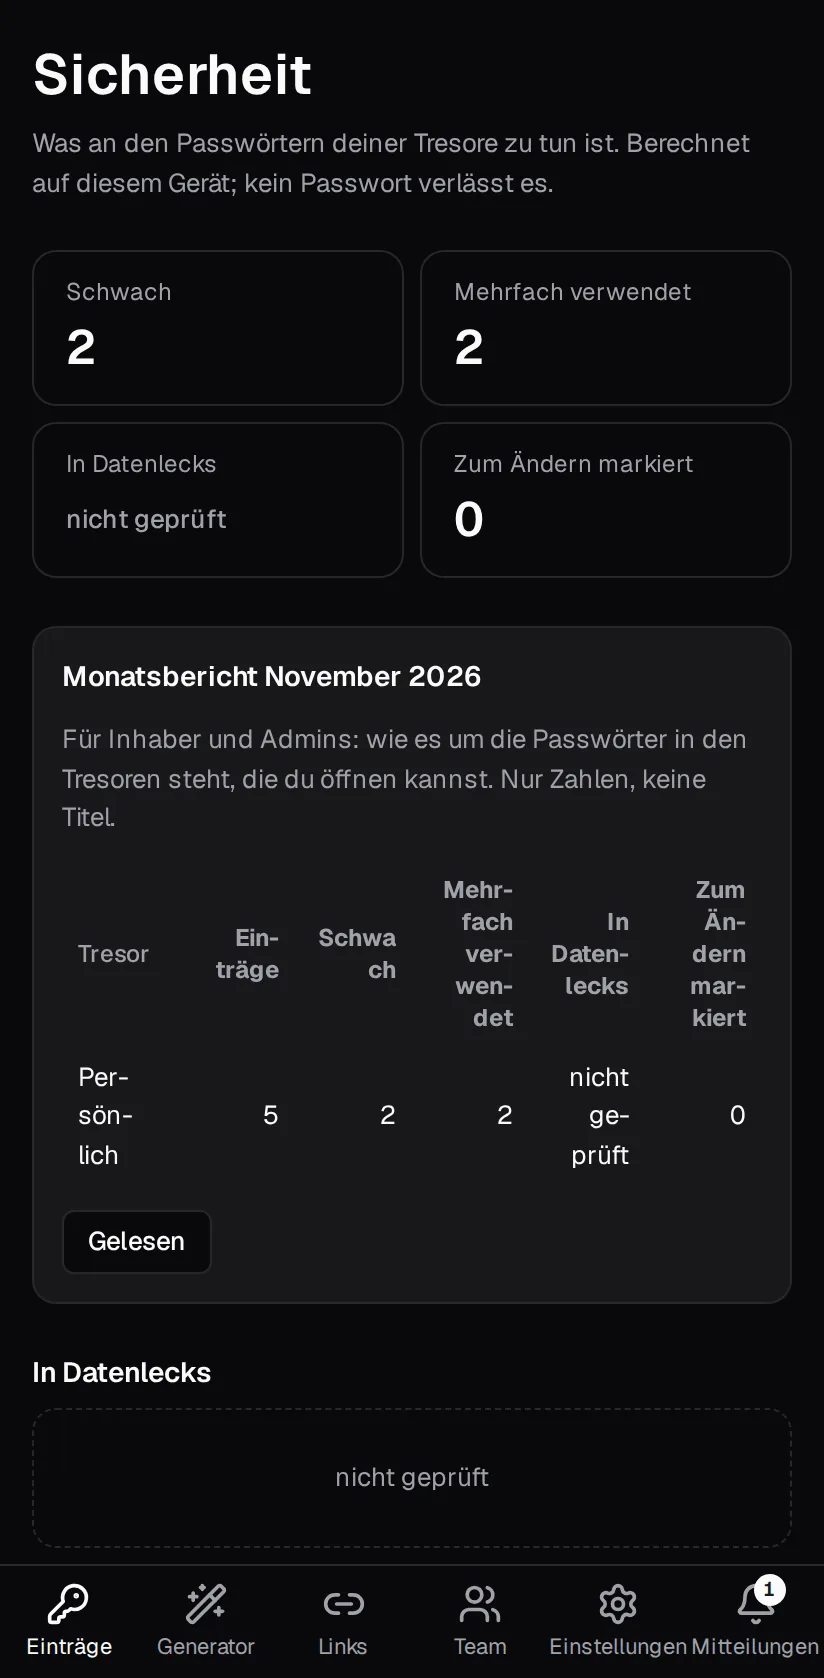 Sicherheit
Was an den Passwörtern deiner Tresore zu tun ist. Berechnet
auf diesem Gerät; kein Passwort verlässt es.
Schwach
2
Mehrfach verwendet
2
In Datenlecks
nicht geprüft
Zum Ändern markiert
0
Monatsbericht November 2026
Für Inhaber und Admins: wie es um die Passwörter in den
Tresoren steht, die du öffnen kannst. Nur Zahlen, keine
Titel.
Tresor
Ein-
träge
Schwa
ch
Mehr-
fach
ver-
wen-
det
In
Daten-
lecks
Zum
Än-
dern
mar-
kiert
Per-
sön-
lich
5
2
2
nicht
ge-
prüft
0
Gelesen
In Datenlecks
nicht geprüft
1
Einträge
Generator
Links
Team
Einstellungen
Mitteilungen